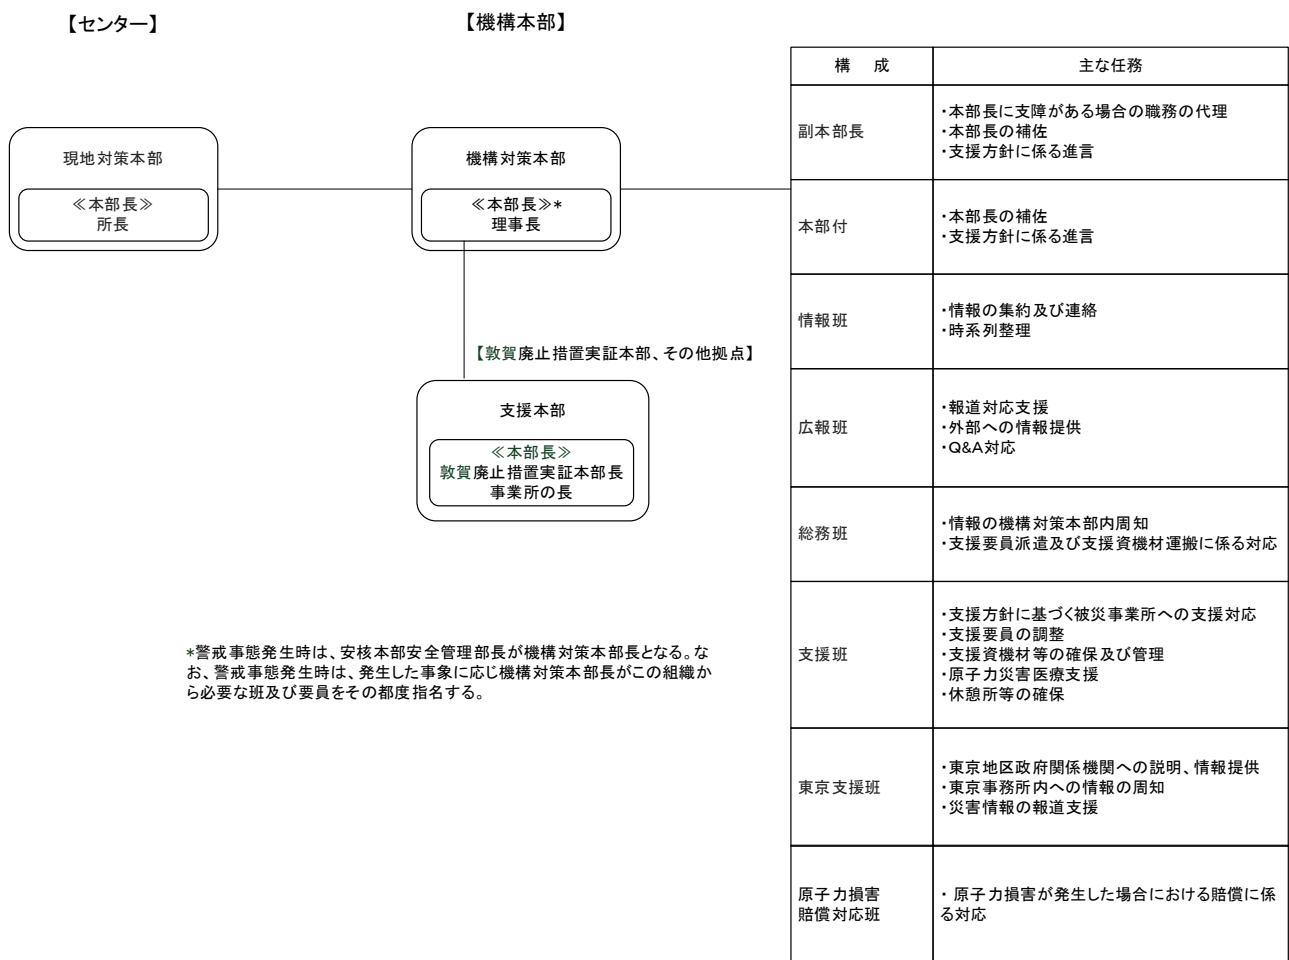 【センター】
【機構本部】
現地対策本部
≪本部長≫
所長
機構対策本部
≪本部長≫*
理事長
【敦賀廃止措置実証本部、その他拠点】
支援本部
≪本部長≫
敦賀廃止措置実証本部長
事業所の長
*警戒事態発生時は、安核本部安全管理部長が機構対策本部長となる。な
お、警戒事態発生時は、発生した事象に応じ機構対策本部長がこの組織か
ら必要な班及び要員をその都度指名する。
構　成
主な任務
副本部長
・本部長に支障がある場合の職務の代理
・本部長の補佐
・支援方針に係る進言
本部付
・本部長の補佐
・支援方針に係る進言
情報班
・情報の集約及び連絡
・時系列整理
広報班
・報道対応支援
・外部への情報提供
・Q&A対応
総務班
・情報の機構対策本部内周知
・支援要員派遣及び支援資機材運搬に係る対応
支援班
・支援方針に基づく被災事業所への支援対応
・支援要員の調整
・支援資機材等の確保及び管理
・原子力災害医療支援
・休憩所等の確保
東京支援班
・東京地区政府関係機関への説明、情報提供
・東京事務所内への情報の周知
・災害情報の報道支援
原子力損害
賠償対応班
・ 原子力損害が発生した場合における賠償に係
る対応